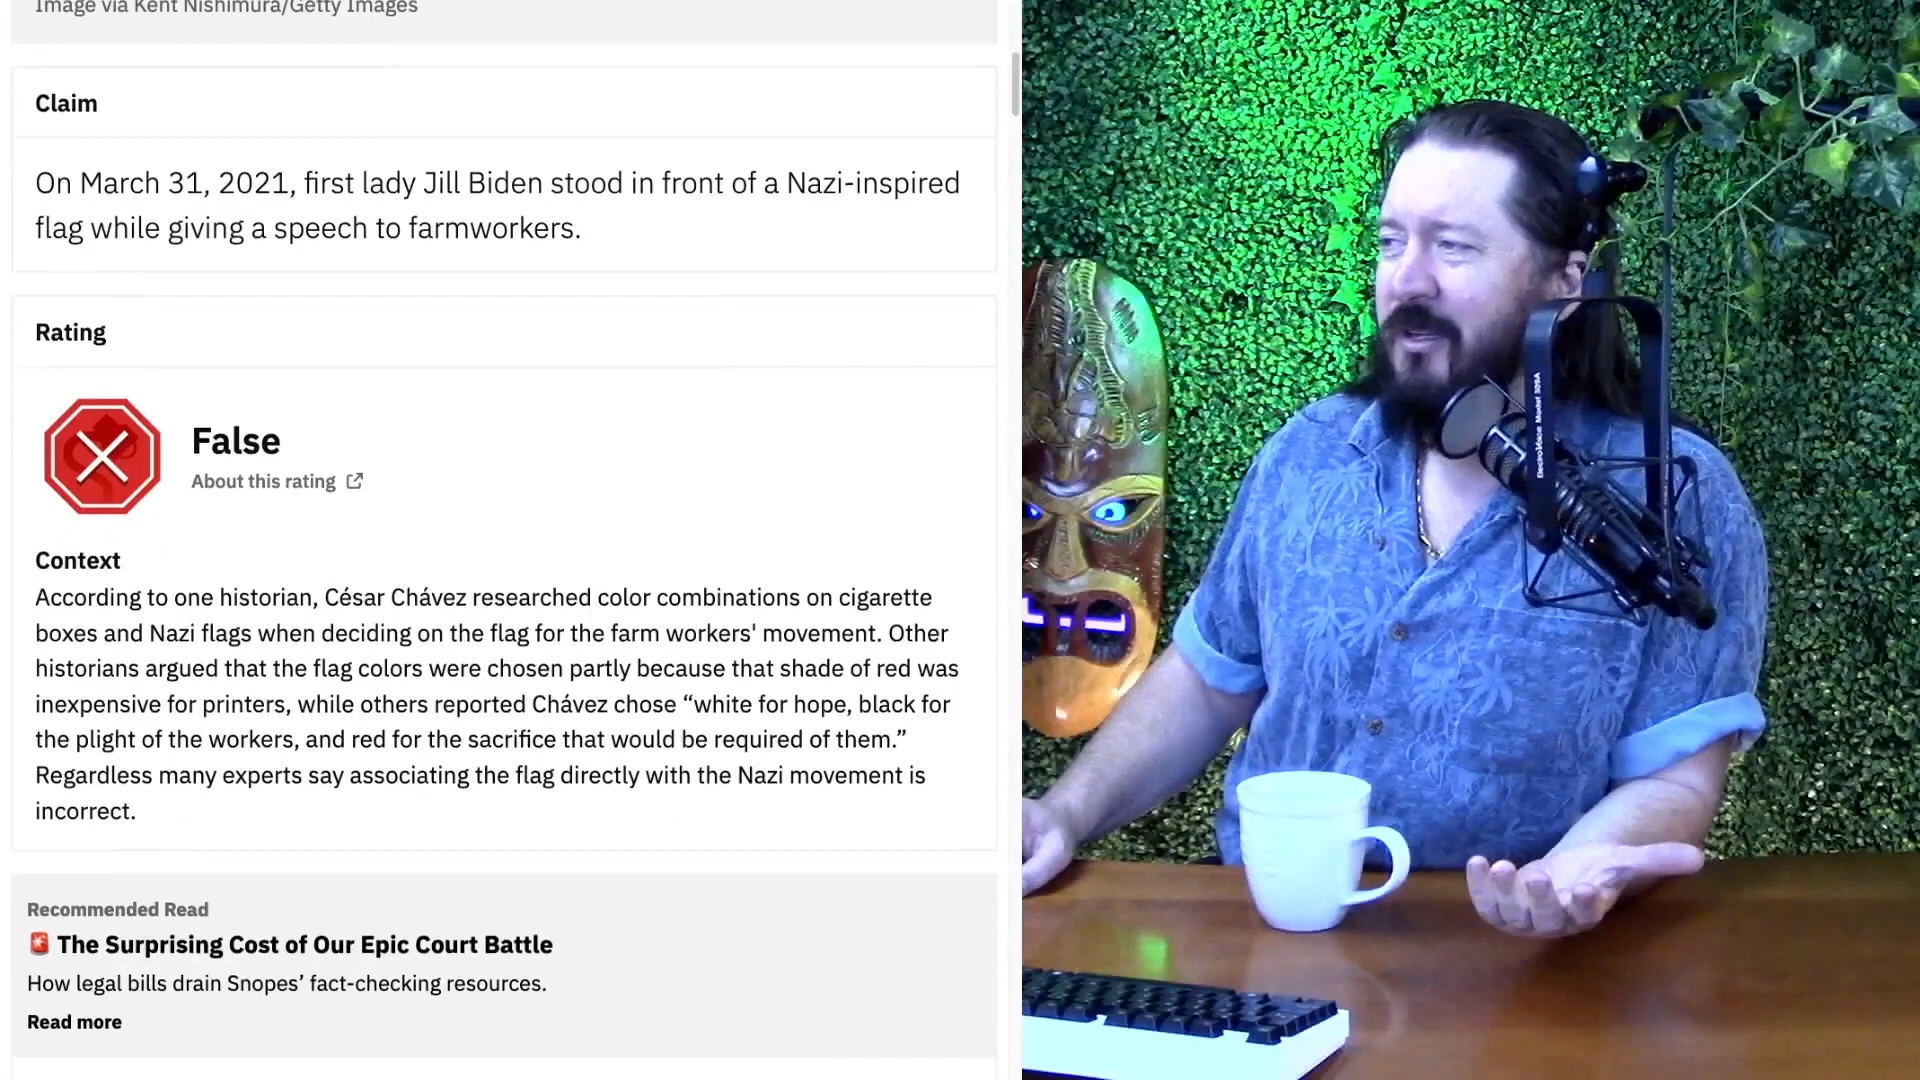 Image via Kent Nishimura/Getty Images
Claim
On March 31, 2021, first lady Jill Biden stood in front of a Nazi-inspired
flag while giving a speech to farmworkers.
Rating
False
About this rating
Context
According to one historian, César Chávez researched color combinations on cigarette
boxes and Nazi flags when deciding on the flag for the farm workers' movement. Other
historians argued that the flag colors were chosen partly because that shade of red was
inexpensive for printers, while others reported Chávez chose “white for hope, black for
the plight of the workers, and red for the sacrifice that would be required of them.”
Regardless many experts say associating the flag directly with the Nazi movement is
incorrect.
Recommended Read
🚨 The Surprising Cost of Our Epic Court Battle
How legal bills drain Snopes’ fact-checking resources.
Read more
Electro-Voice Model 309A